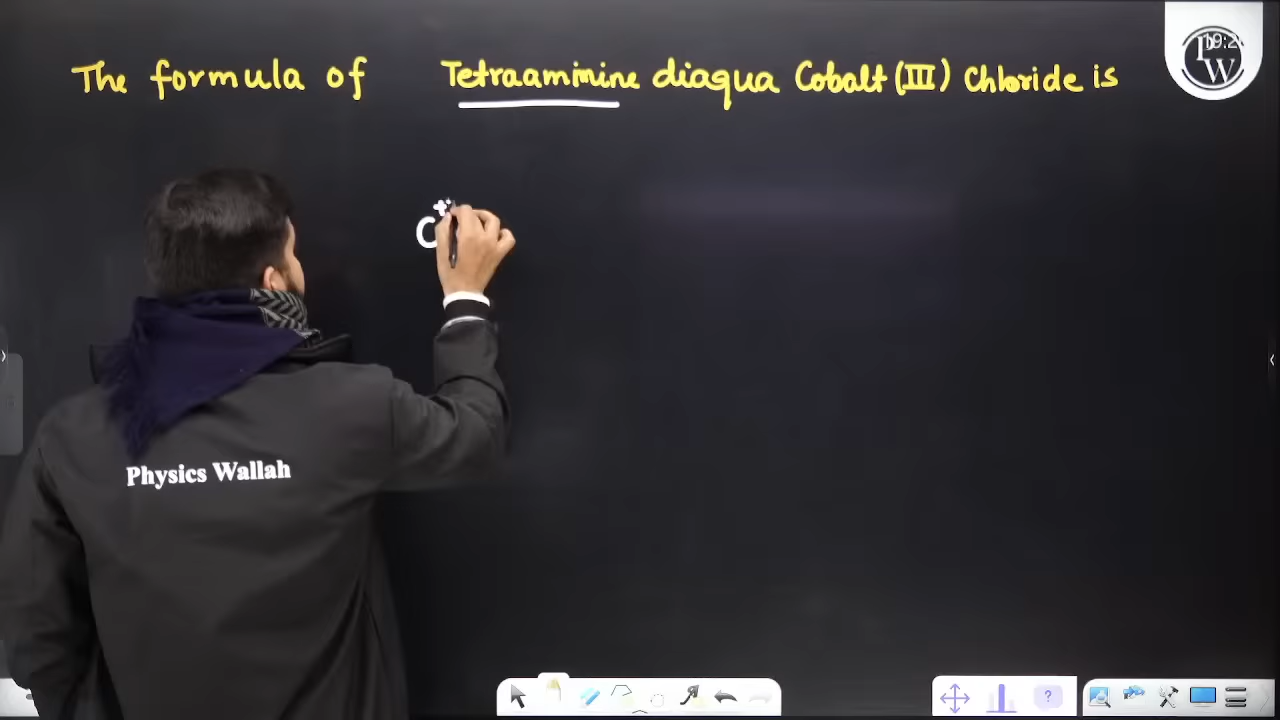 The formula of Tetraammine diaqua Cobalt (III) Chloride is
C
Physics Wallah